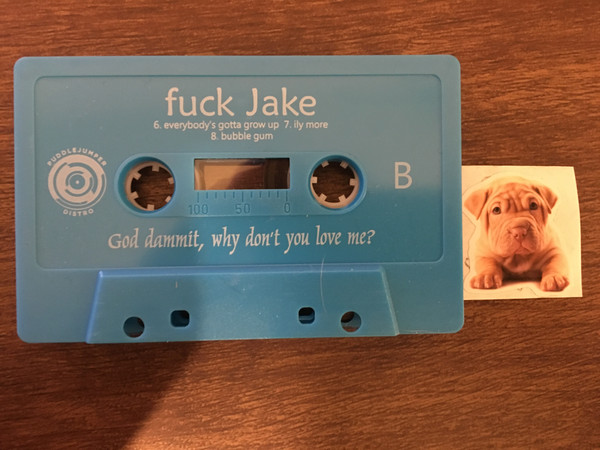 fuck Jake
6. everybody's gotta grow up 7. ily more
8. bubble gum
PUDDLEJUMPER
DISTRO
B
100 50 0
God dammit, why don't you love me?